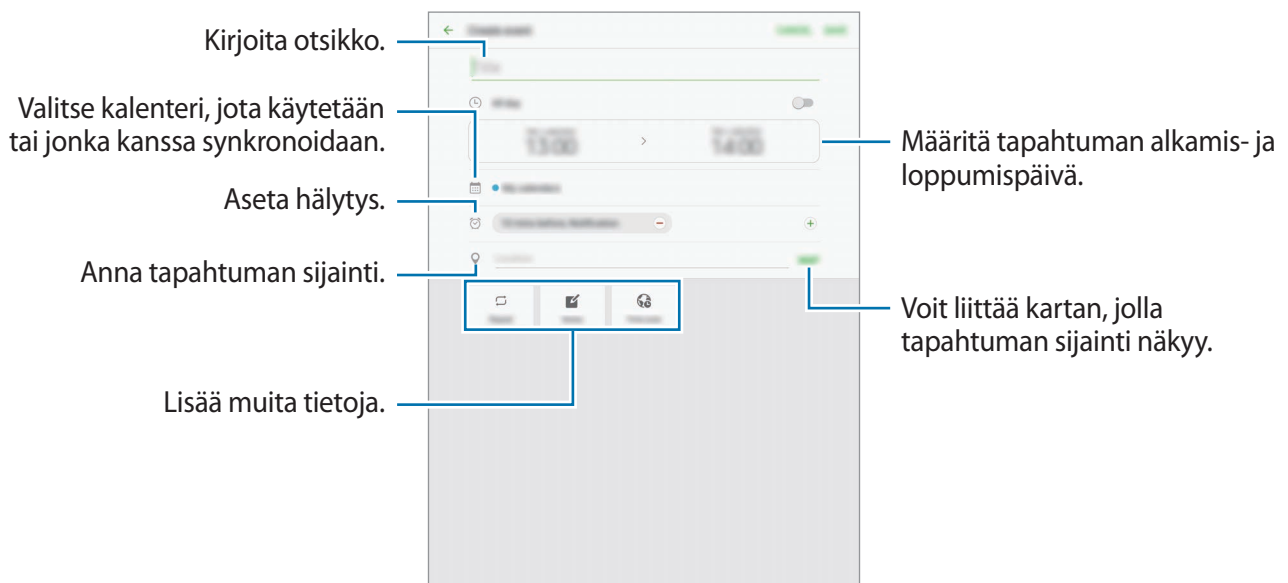 Kirjoita otsikko.
Valitse kalenteri, jota käytetään
tai jonka kanssa synkronoidaan.
Aseta hälytys.
Anna tapahtuman sijainti.
Lisää muita tietoja.
Määritä tapahtuman alkamis- ja
loppumispäivä.
Voit liittää kartan, jolla
tapahtuman sijainti näkyy.
13:00
14:00